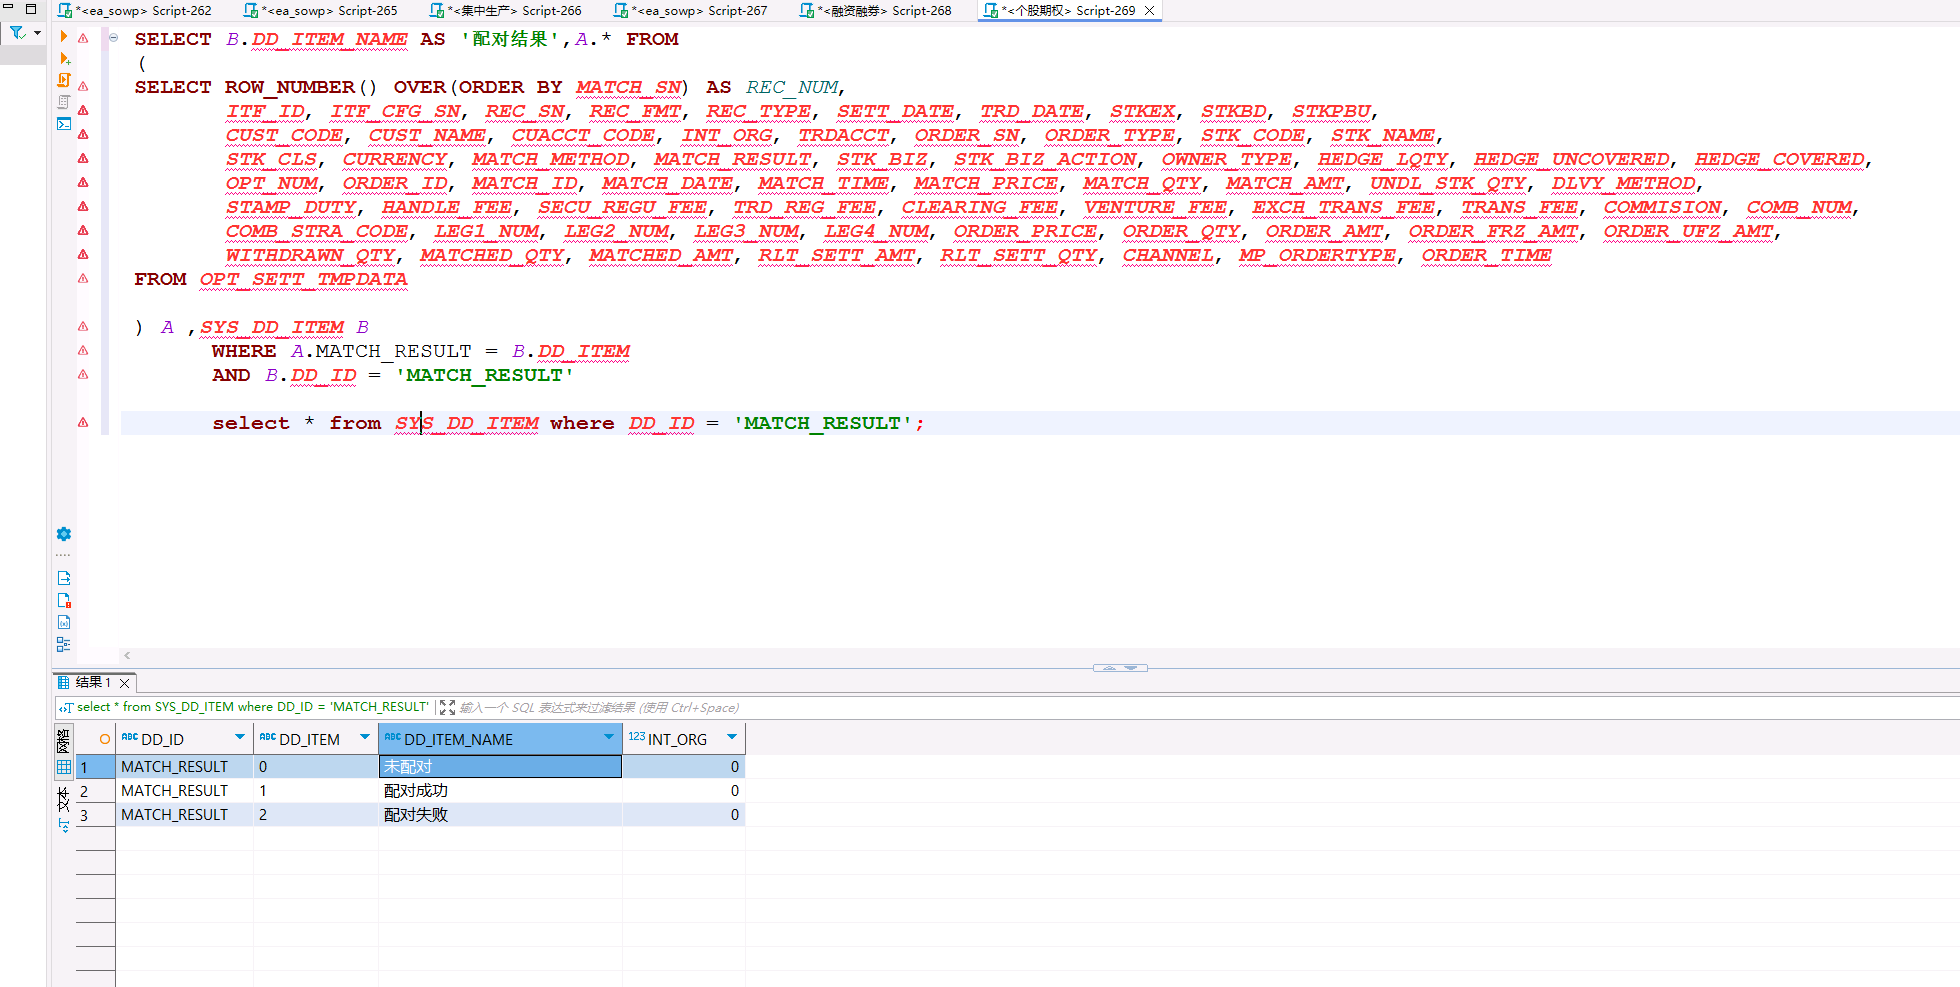 *<ea_sowp> Script-262 *<ea_sowp> Script-265 *<集中生产> Script-266 *<ea_sowp> Script-267 *<融资融券> Script-268 *<个股期权> Script-269
SELECT B.DD_ITEM_NAME AS '配对结果',A.* FROM
(
SELECT ROW_NUMBER() OVER(ORDER BY MATCH_SN) AS REC_NUM,
ITF_ID, ITF_CFG_SN, REC_SN, REC_FMT, REC_TYPE, SETT_DATE, TRD_DATE, STKEX, STKBD, STKPBU,
CUST_CODE, CUST_NAME, CUACCT_CODE, INT_ORG, TRDACCT, ORDER_SN, ORDER_TYPE, STK_CODE, STK_NAME,
STK_CLS, CURRENCY, MATCH_METHOD, MATCH_RESULT, STK_BIZ, STK_BIZ_ACTION, OWNER_TYPE, HEDGE_LQTY, HEDGE_UNCOVERED, HEDGE_COVERED,
OPT_NUM, ORDER_ID, MATCH_ID, MATCH_DATE, MATCH_TIME, MATCH_PRICE, MATCH_QTY, MATCH_AMT, UNDL_STK_QTY, DLVY_METHOD,
STAMP_DUTY, HANDLE_FEE, SECU_REGU_FEE, TRD_REG_FEE, CLEARING_FEE, VENTURE_FEE, EXCH_TRANS_FEE, TRANS_FEE, COMMISION, COMB_NUM,
COMB_STRA_CODE, LEG1_NUM, LEG2_NUM, LEG3_NUM, LEG4_NUM, ORDER_PRICE, ORDER_QTY, ORDER_AMT, ORDER_FRZ_AMT, ORDER_UFZ_AMT,
WITHDRAWN_QTY, MATCHED_QTY, MATCHED_AMT, RLT_SETT_AMT, RLT_SETT_QTY, CHANNEL, MP_ORDERTYPE, ORDER_TIME
FROM OPT_SETT_TMPDATA
) A ,SYS_DD_ITEM B
WHERE A.MATCH_RESULT = B.DD_ITEM
AND B.DD_ID = 'MATCH_RESULT'
select * from SYS_DD_ITEM where DD_ID = 'MATCH_RESULT';
结果 1
select * from SYS_DD_ITEM where DD_ID = 'MATCH_RESULT' 输入一个 SQL 表达式来过滤结果 (使用 Ctrl+Space)
网格
文本
ABC DD_ID ABC DD_ITEM ABC DD_ITEM_NAME 123 INT_ORG
1 MATCH_RESULT 0 未配对 0
2 MATCH_RESULT 1 配对成功 0
3 MATCH_RESULT 2 配对失败 0